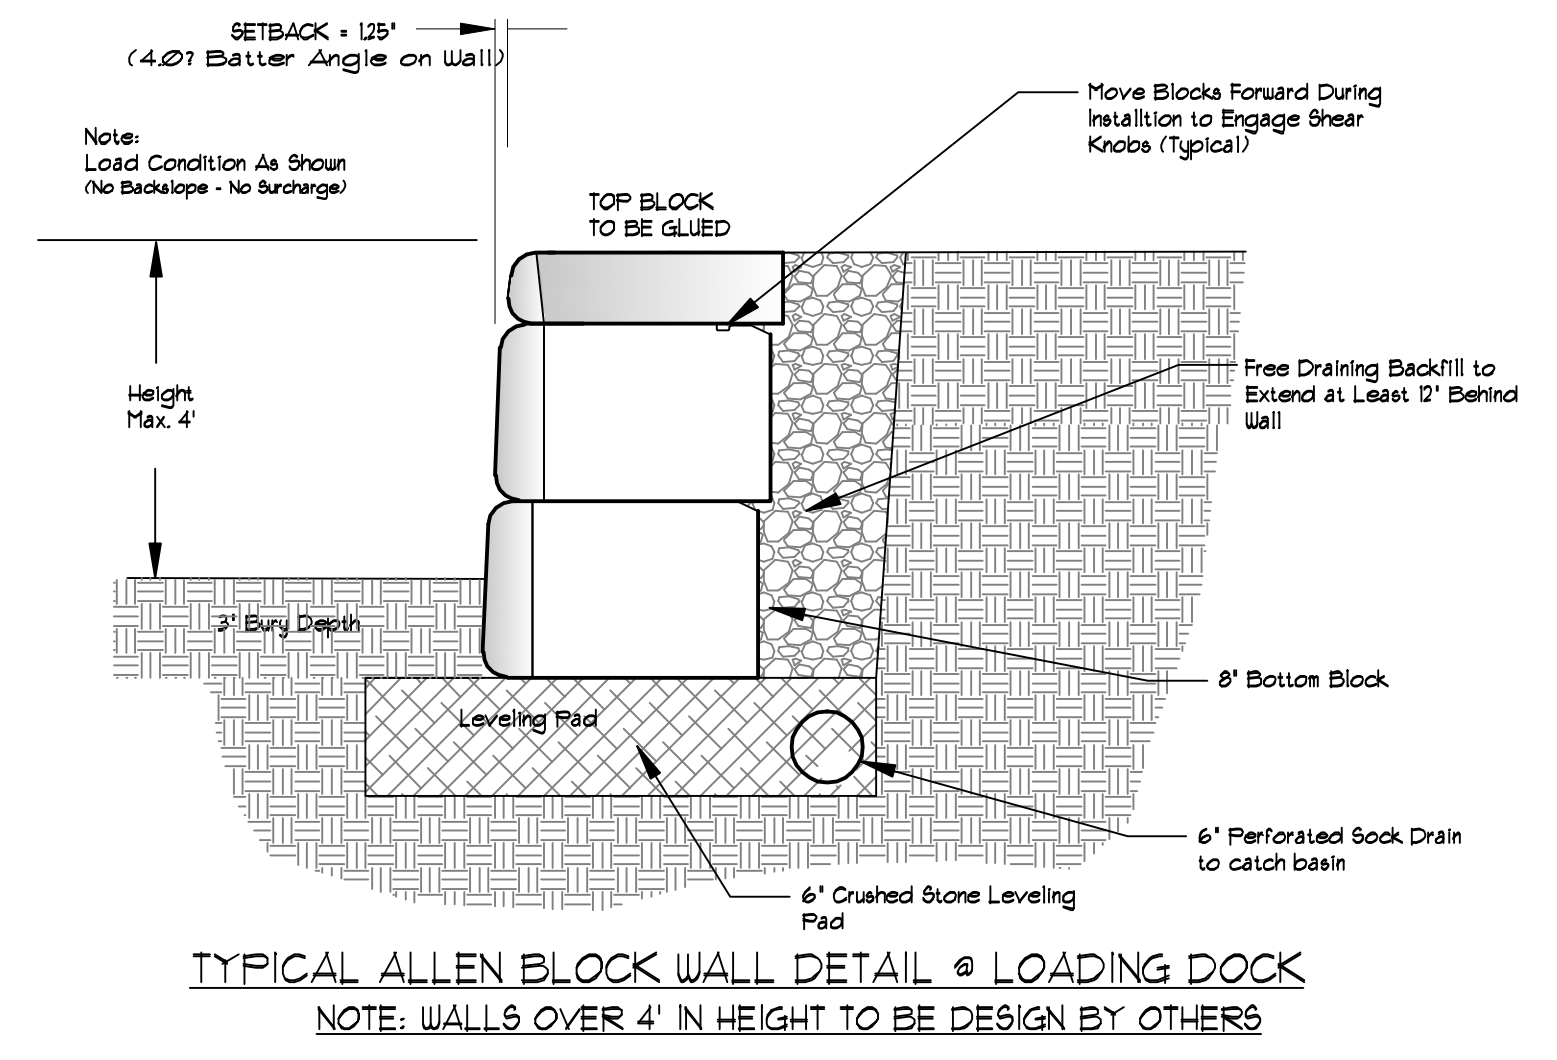 SETBACK = 1.25"
(4.0? Batter Angle on Wall)
Note:
Load Condition As Shown
(No Backslope - No Surcharge)
Move Blocks Forward During
Installtion to Engage Shear
Knobs (Typical)
TOP BLOCK
TO BE GLUED
Height
Max. 4'
Free Draining Backfill to
Extend at Least 12' Behind
Wall
3' Bury Depth
8" Bottom Block
Leveling Pad
6" Perforated Sock Drain
to catch basin
6" Crushed Stone Leveling
Pad
TYPICAL ALLEN BLOCK WALL DETAIL @ LOADING DOCK
NOTE: WALLS OVER 4' IN HEIGHT TO BE DESIGN BY OTHERS